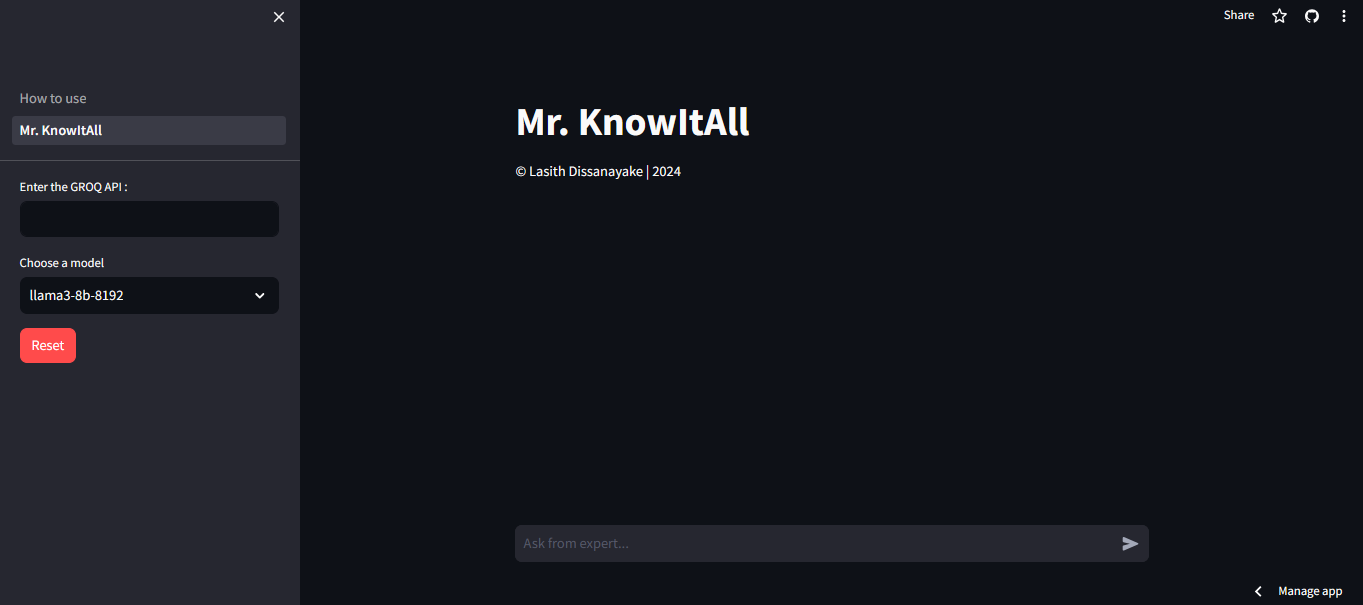 Share
How to use
Mr. KnowItAll
Enter the GROQ API :
Choose a model
llama3-8b-8192
Reset
Mr. KnowItAll
© Lasith Dissanayake | 2024
Ask from expert...
Manage app